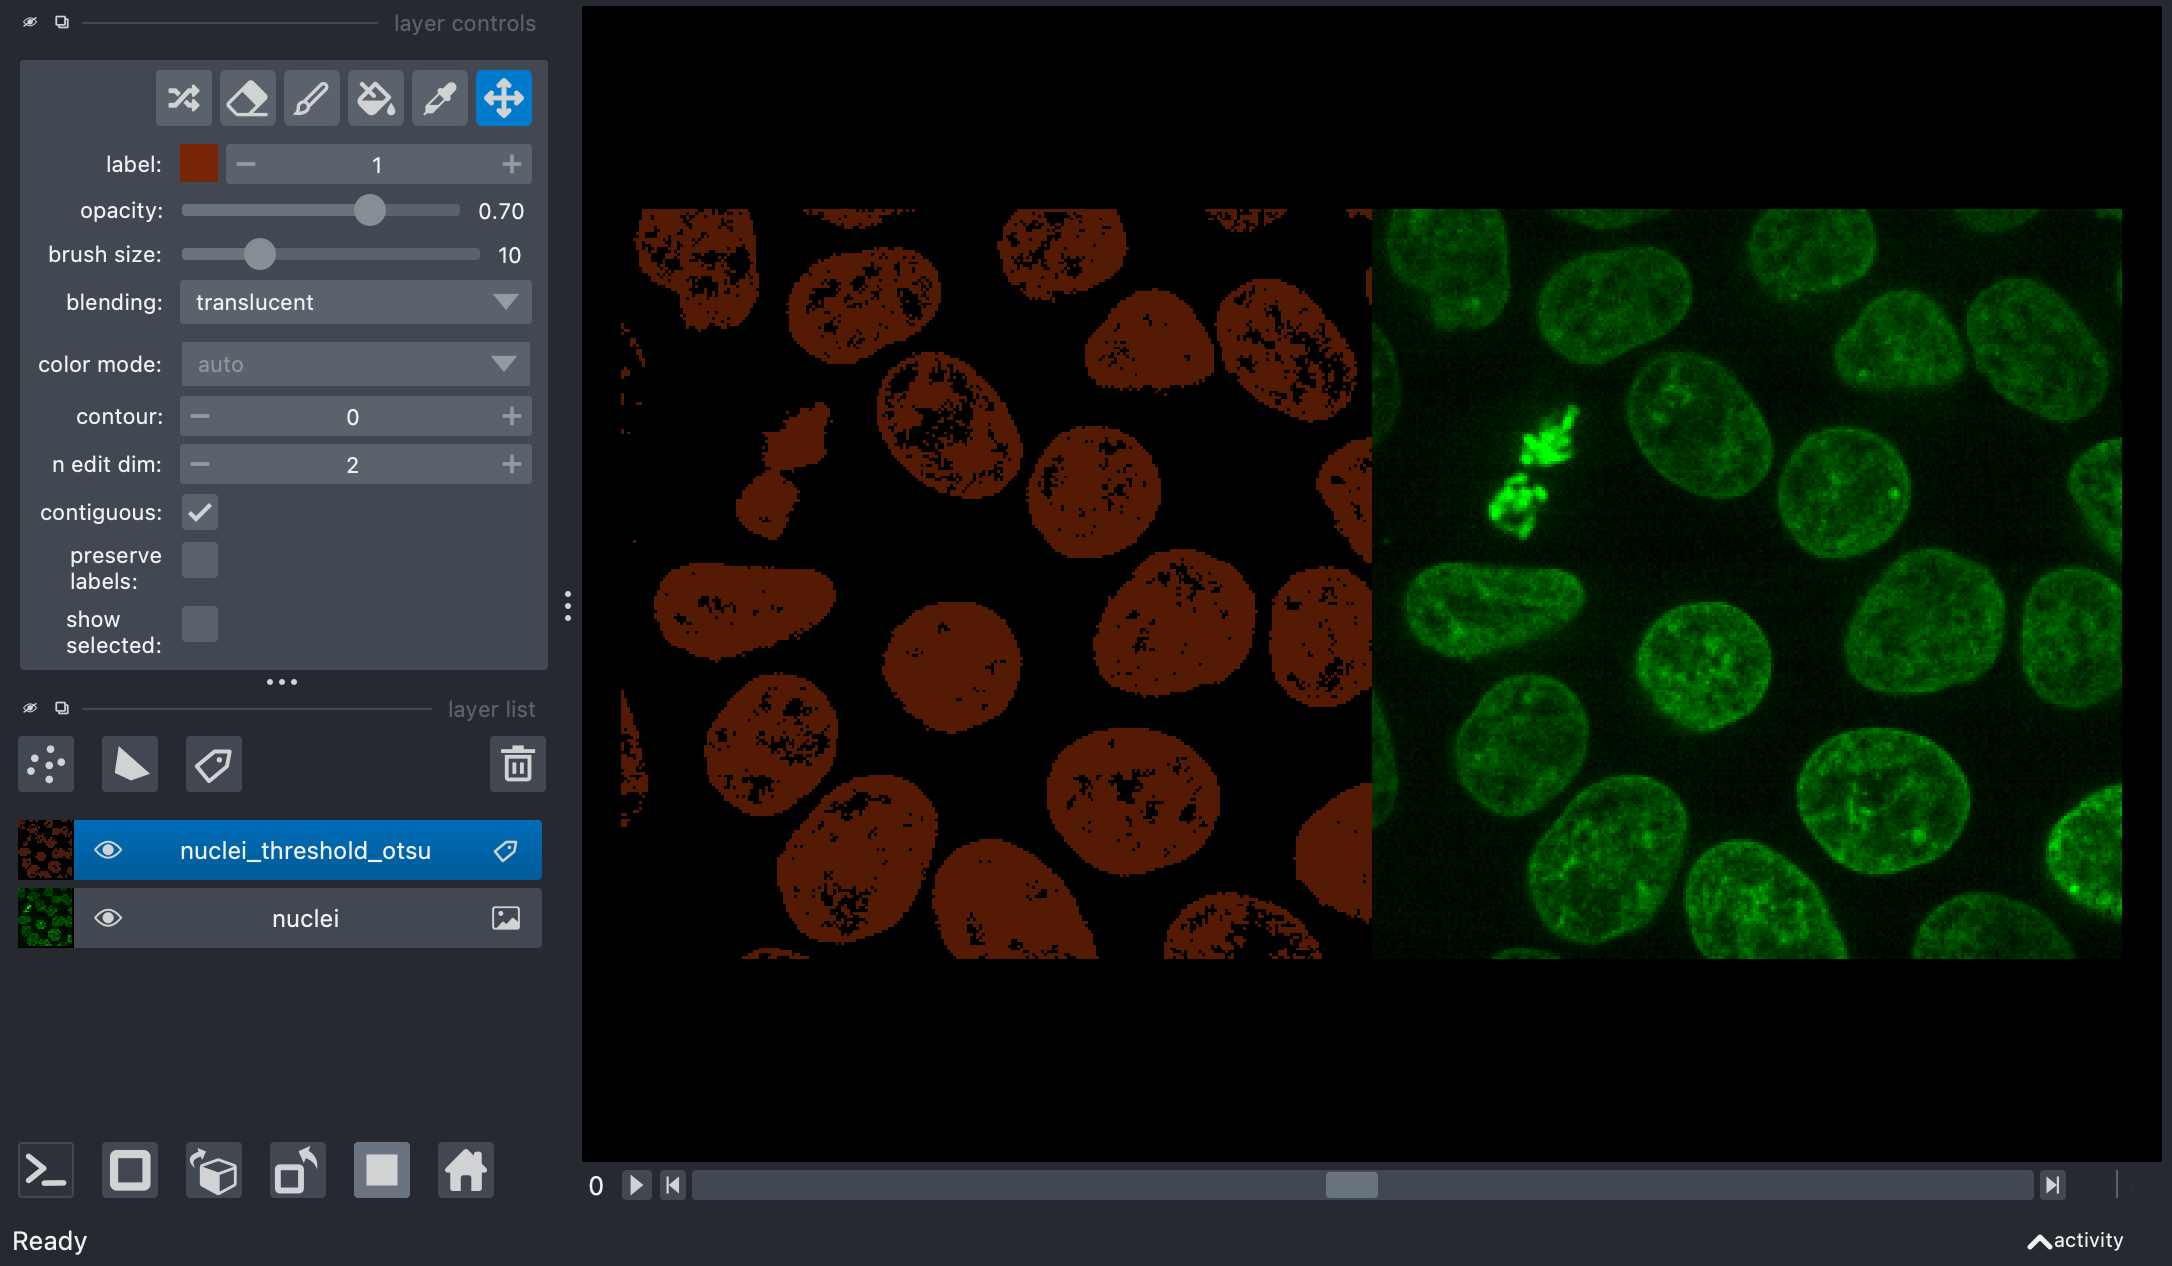 layer controls
label: 1
opacity: 0.70
brush size: 10
blending: translucent
color mode: auto
contour: 0
n edit dim: 2
contiguous:
preserve
labels:
show
selected:
layer list
nuclei_threshold_otsu
nuclei
0
Ready
activity